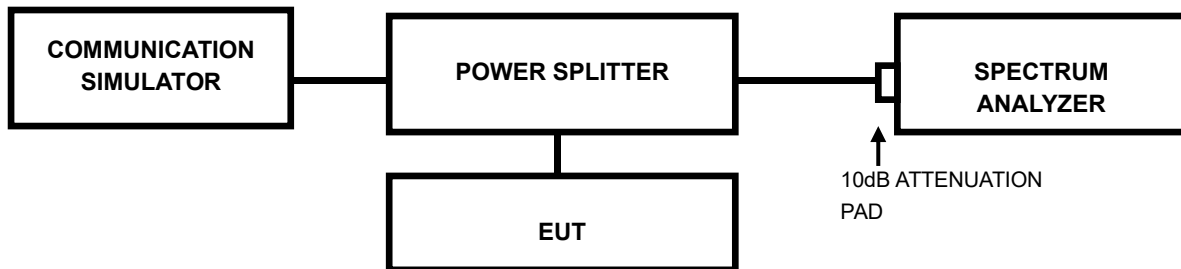 COMMUNICATION
SIMULATOR
POWER SPLITTER
SPECTRUM
ANALYZER
10dB ATTENUATION
PAD
EUT